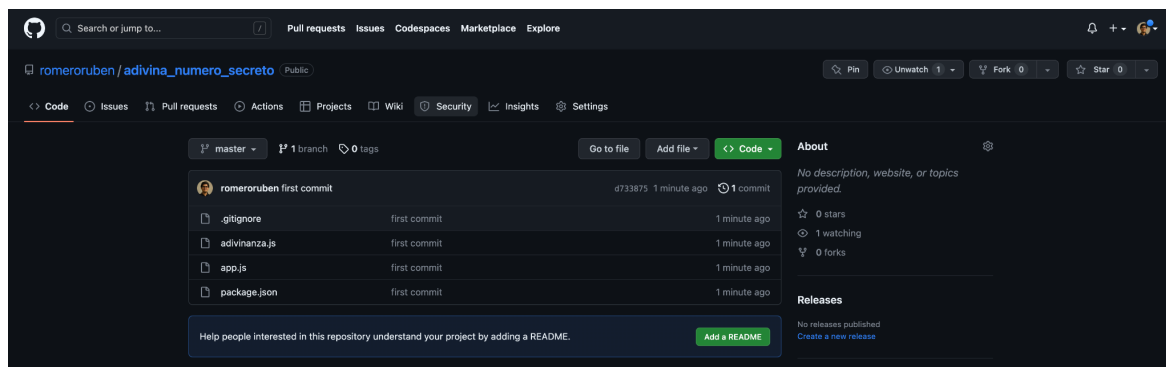 Search or jump to... /
Pull requests Issues Codespaces Marketplace Explore
romeroruben / adivina_numero_secreto Public
Pin Unwatch 1 Fork 0 Star 0
Code Issues Pull requests Actions Projects Wiki Security Insights Settings
master 1 branch 0 tags Go to file Add file Code
romeroruben first commit d733875 1 minute ago 1 commit
.gitignore first commit 1 minute ago
adivinanza.js first commit 1 minute ago
app.js first commit 1 minute ago
package.json first commit 1 minute ago
Help people interested in this repository understand your project by adding a README. Add a README
About
No description, website, or topics
provided.
0 stars
1 watching
0 forks
Releases
No releases published
Create a new release